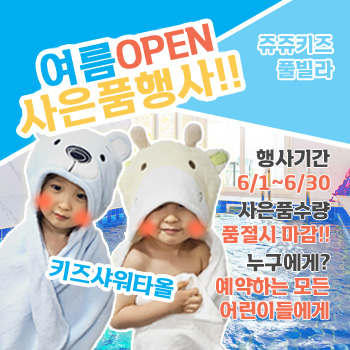 여름OPEN
사은품행사!!
쥬쥬키즈
풀빌라
행사기간
6/1~6/30
사은품수량
품절시 마감!!
누구에게?
예약하는 모든
어린이들에게
키즈샤워타올